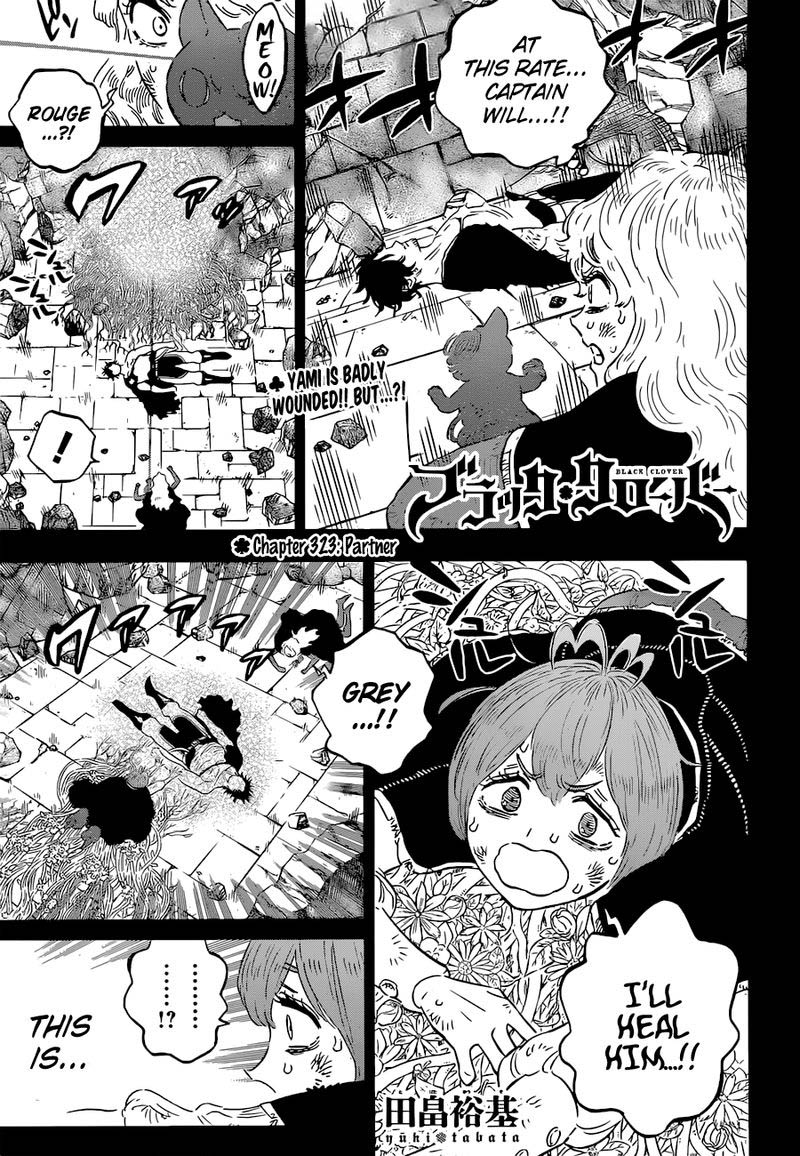 AT
THIS RATE...
CAPTAIN
WILL...!!
MEOW!
ROUGE
...?!
♣ YAMI IS BADLY
WOUNDED!! BUT...?!
!
BLACK CLOVER
ブラッククローバー
Chapter 323: Partner
GREY
...!!
I'LL
HEAL
HIM...!!
........
........
!?
THIS
IS...
田畠裕基
yūki tabata